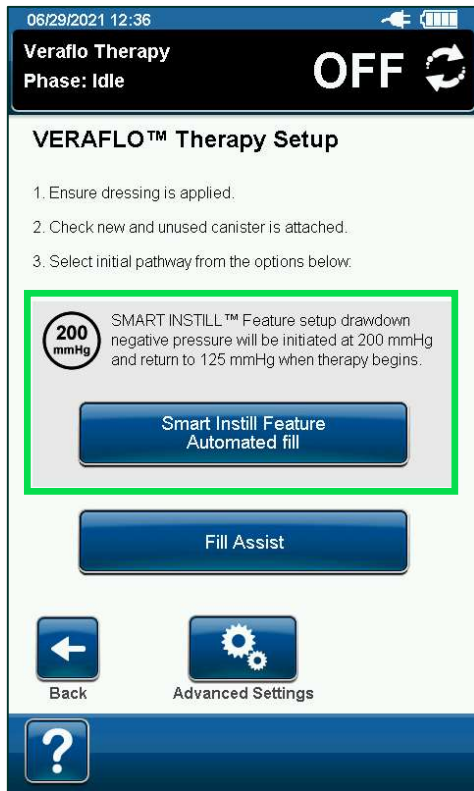 06/29/2021 12:36
Veraflo Therapy
Phase: Idle
OFF
VERAFLO™ Therapy Setup
1. Ensure dressing is applied.
2. Check new and unused canister is attached.
3. Select initial pathway from the options below:
200
mmHg
SMART INSTILL™ Feature setup drawdown
negative pressure will be initiated at 200 mmHg
and return to 125 mmHg when therapy begins.
Smart Instill Feature
Automated fill
Fill Assist
Back
Advanced Settings
?